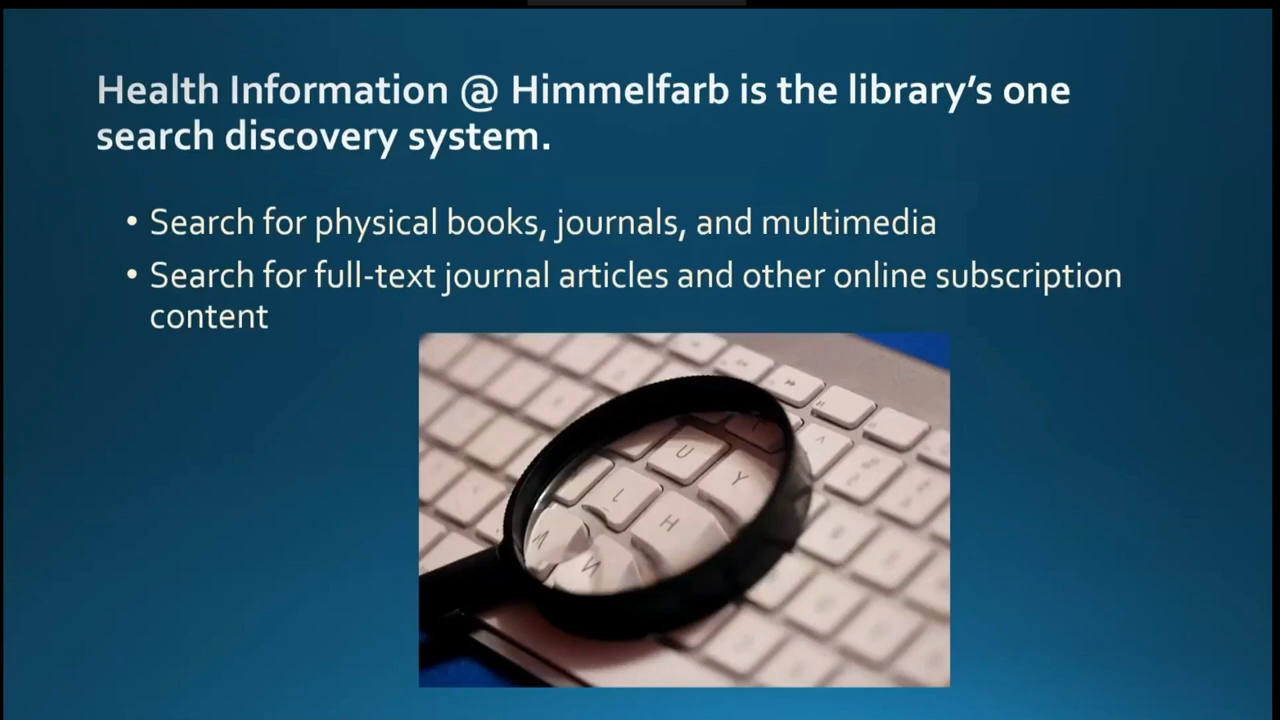 Health Information @ Himmelfarb is the library’s one
search discovery system.
• Search for physical books, journals, and multimedia
• Search for full-text journal articles and other online subscription
content
U
Y
H